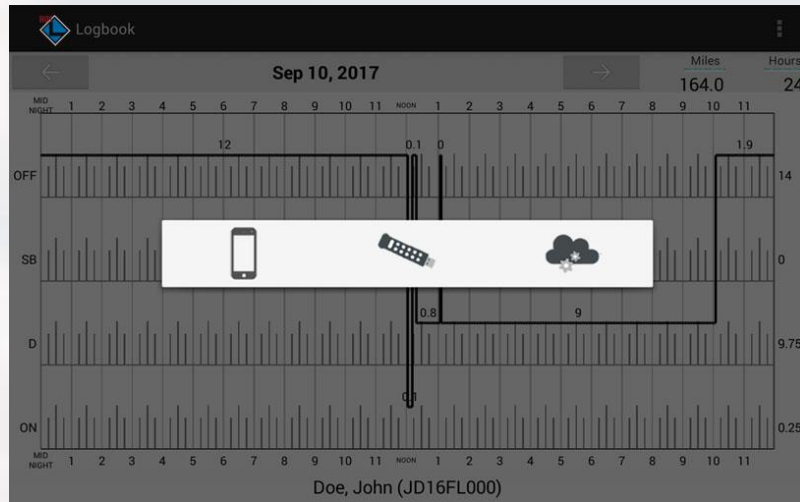 Logbook
Sep 10, 2017
Miles
164.0
Hours
24
MID NIGHT 1 2 3 4 5 6 7 8 9 10 11 NOON 1 2 3 4 5 6 7 8 9 10 11
12 0.1 0 1.9
OFF 14
SB 0
0.8 9
D 9.75
0.1
ON 0.25
MID NIGHT 1 2 3 4 5 6 7 8 9 10 11 NOON 1 2 3 4 5 6 7 8 9 10 11
Doe, John (JD16FL000)